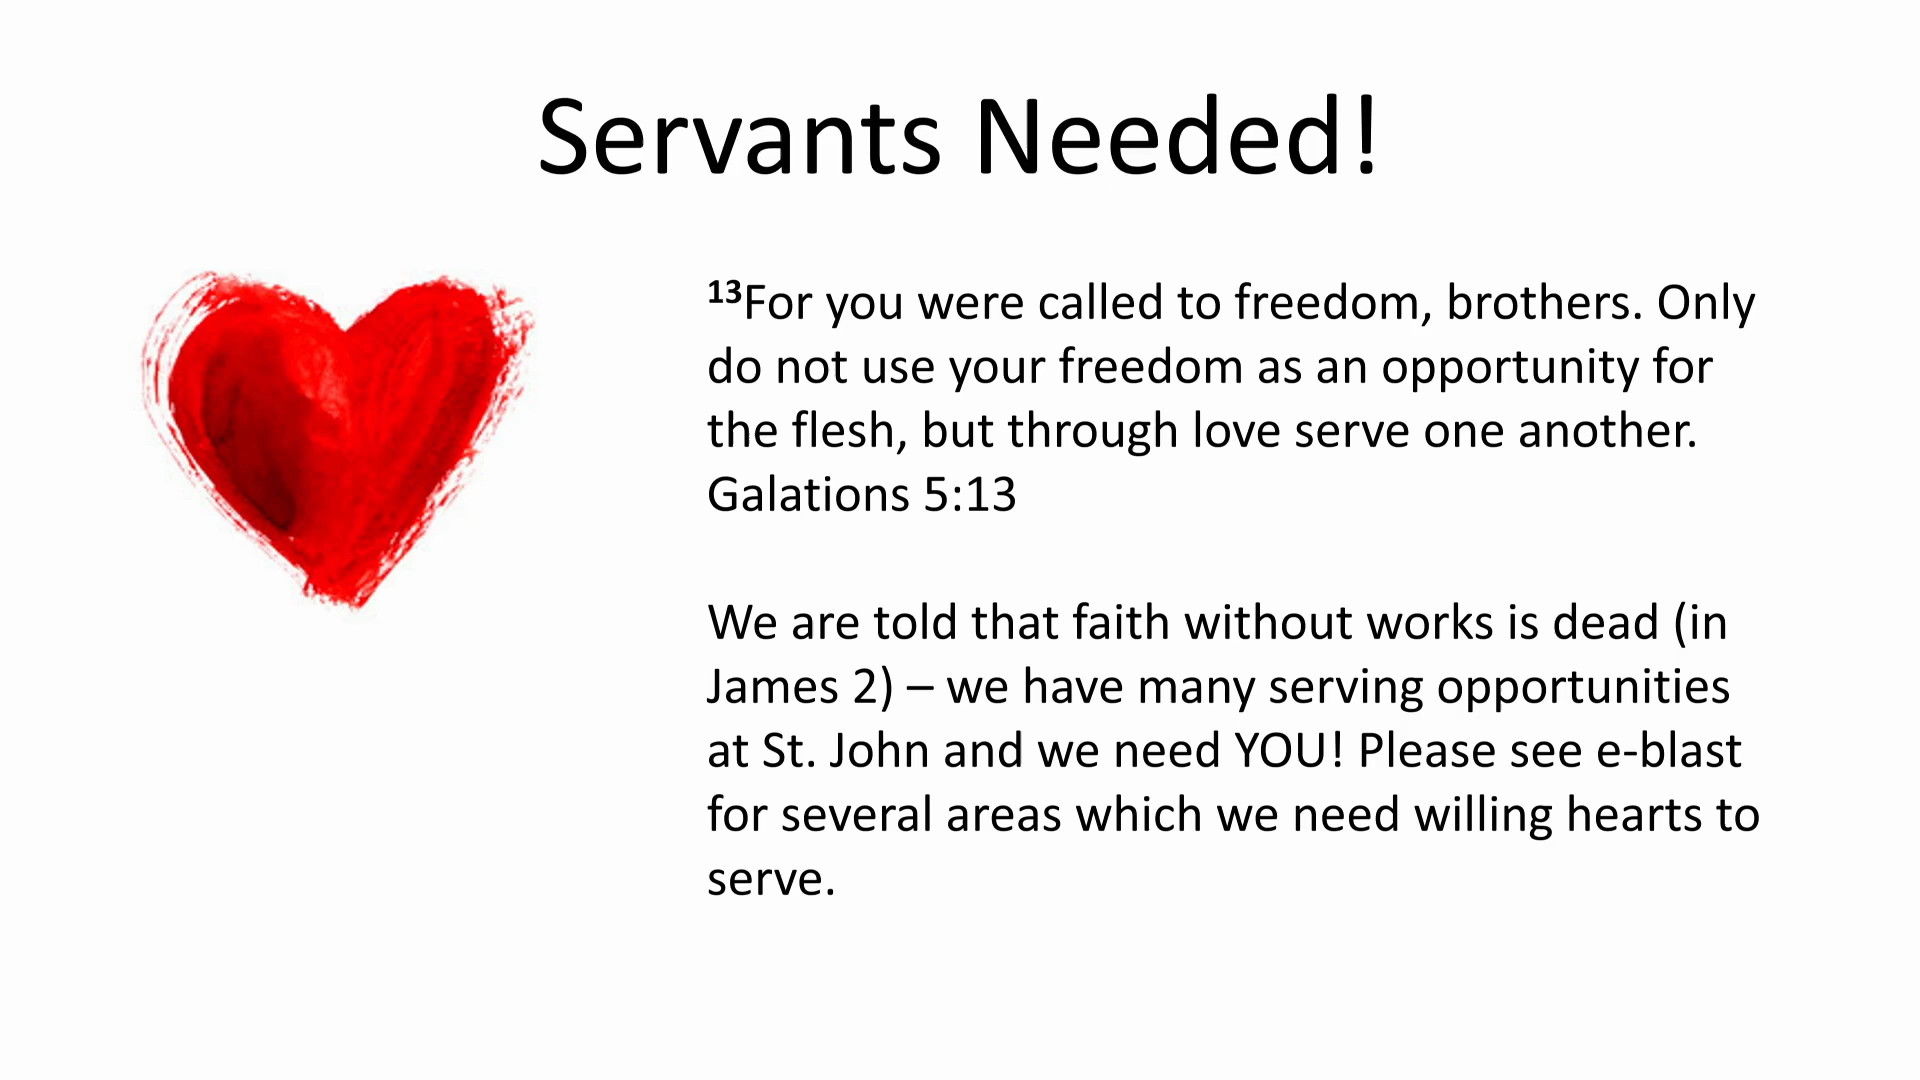 Servants Needed!
¹³For you were called to freedom, brothers. Only
do not use your freedom as an opportunity for
the flesh, but through love serve one another.
Galations 5:13
We are told that faith without works is dead (in
James 2) – we have many serving opportunities
at St. John and we need YOU! Please see e-blast
for several areas which we need willing hearts to
serve.